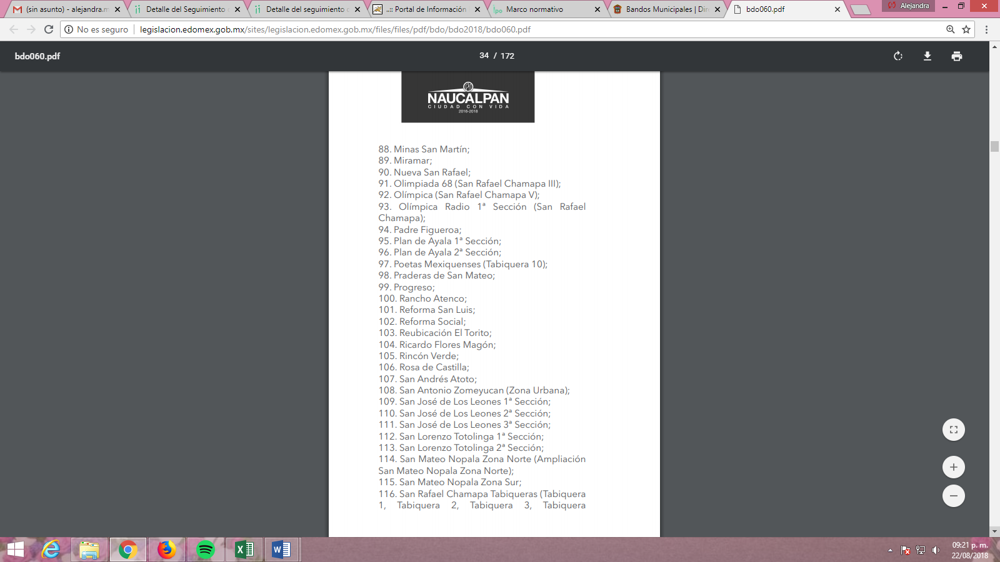 (sin asunto) - alejandra.m
Detalle del Seguimiento
Detalle del seguimiento
..:: Portal de Información
Marco normativo
Bandos Municipales | Dir
bdo060.pdf
Alejandra
No es seguro
legislacion.edomex.gob.mx/sites/legislacion.edomex.gob.mx/files/files/pdf/bdo/bdo2018/bdo060.pdf
bdo060.pdf
34 / 172
NAUCALPAN
CIUDAD CON VIDA
2016-2018
88. Minas San Martín;
89. Miramar;
90. Nueva San Rafael;
91. Olimpiada 68 (San Rafael Chamapa III);
92. Olímpica (San Rafael Chamapa V);
93. Olímpica Radio 1ª Sección (San Rafael
Chamapa);
94. Padre Figueroa;
95. Plan de Ayala 1ª Sección;
96. Plan de Ayala 2ª Sección;
97. Poetas Mexiquenses (Tabiquera 10);
98. Praderas de San Mateo;
99. Progreso;
100. Rancho Atenco;
101. Reforma San Luis;
102. Reforma Social;
103. Reubicación El Torito;
104. Ricardo Flores Magón;
105. Rincón Verde;
106. Rosa de Castilla;
107. San Andrés Atoto;
108. San Antonio Zomeyucan (Zona Urbana);
109. San José de Los Leones 1ª Sección;
110. San José de Los Leones 2ª Sección;
111. San José de Los Leones 3ª Sección;
112. San Lorenzo Totolinga 1ª Sección;
113. San Lorenzo Totolinga 2ª Sección;
114. San Mateo Nopala Zona Norte (Ampliación
San Mateo Nopala Zona Norte);
115. San Mateo Nopala Zona Sur;
116. San Rafael Chamapa Tabiqueras (Tabiquera
1, Tabiquera 2, Tabiquera 3, Tabiquera
09:21 p. m.
22/08/2018